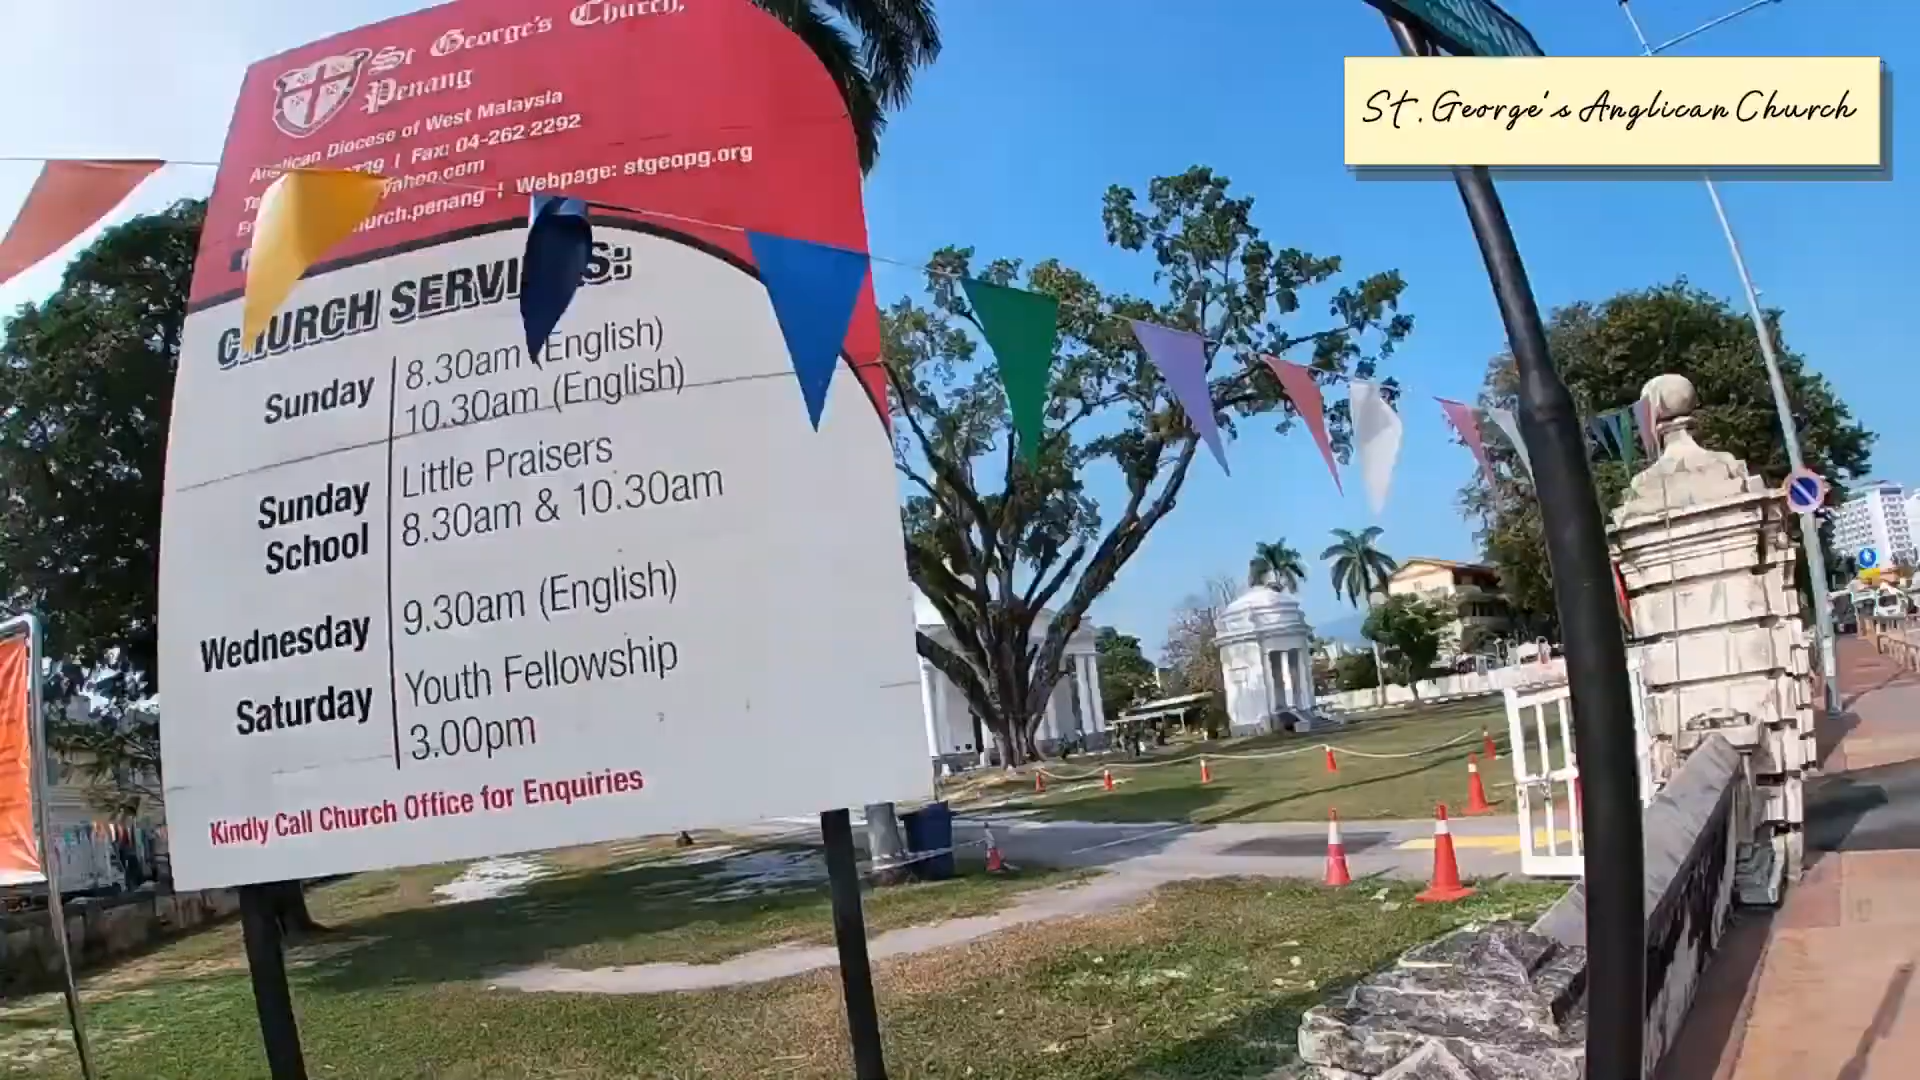 St George's Church,
Penang
Anglican Diocese of West Malaysia
Fax: 04-262 2292
yahoo.com
Webpage: stgeopg.org
CHURCH SERVICES:
Sunday
8.30am (English)
10.30am (English)
Sunday
School
Little Praisers
8.30am & 10.30am
Wednesday
9.30am (English)
Saturday
Youth Fellowship
3.00pm
Kindly Call Church Office for Enquiries
St. George's Anglican Church